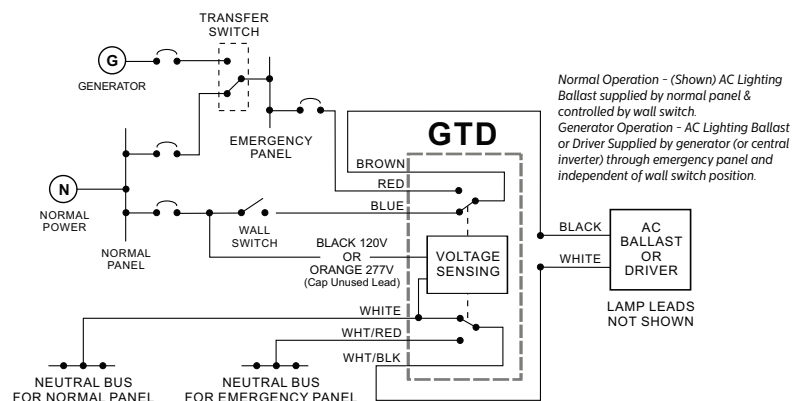 TRANSFER
SWITCH
G
GENERATOR
EMERGENCY
PANEL
N
NORMAL
POWER
NORMAL
PANEL
WALL
SWITCH
GTD
BROWN
RED
BLUE
BLACK 120V
OR
ORANGE 277V
(Cap Unused Lead)
VOLTAGE
SENSING
WHITE
WHT/RED
WHT/BLK
NEUTRAL BUS
FOR NORMAL PANEL
NEUTRAL BUS
FOR EMERGENCY PANEL
Normal Operation - (Shown) AC Lighting
Ballast supplied by normal panel &
controlled by wall switch.
Generator Operation - AC Lighting Ballast
or Driver Supplied by generator (or central
inverter) through emergency panel and
independent of wall switch position.
BLACK
WHITE
AC
BALLAST
OR
DRIVER
LAMP LEADS
NOT SHOWN